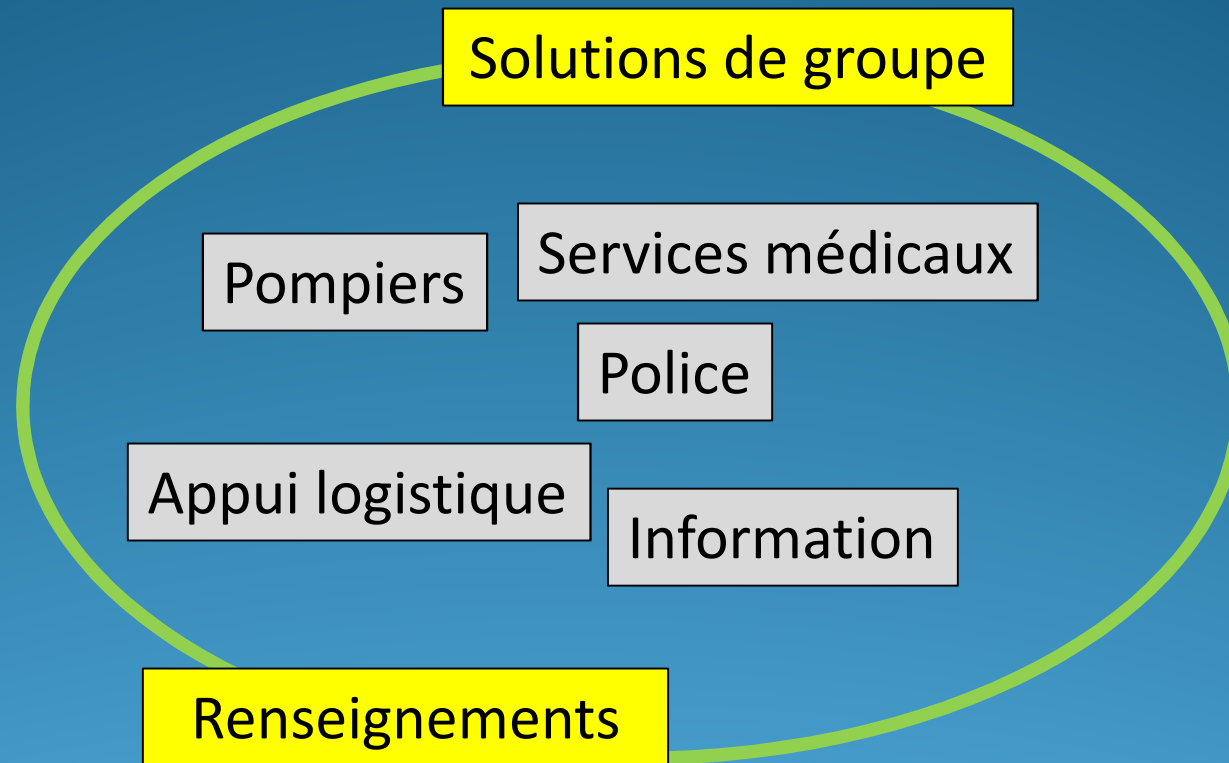 Solutions de groupe
Services médicaux
Pompiers
Police
Appui logistique
Information
Renseignements